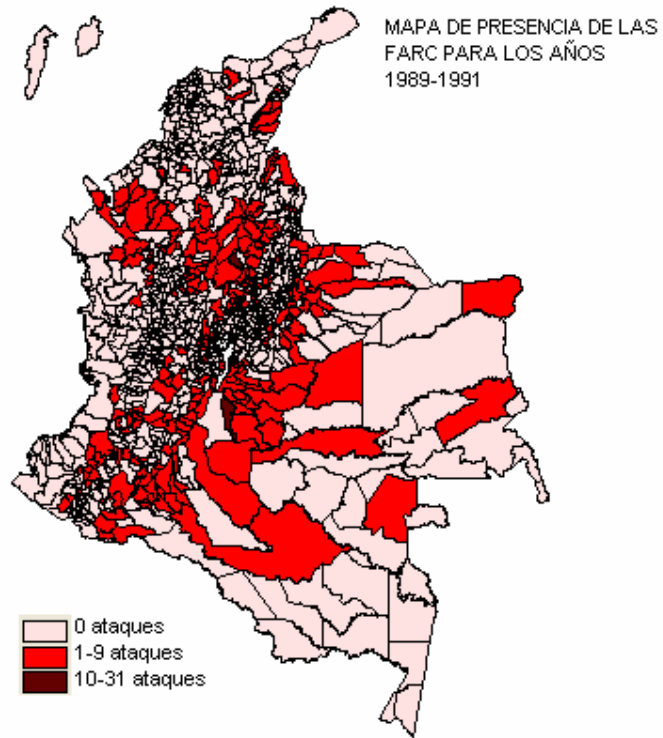 MAPA DE PRESENCIA DE LAS
FARC PARA LOS AÑOS
1989-1991
0 ataques
1-9 ataques
10-31 ataques